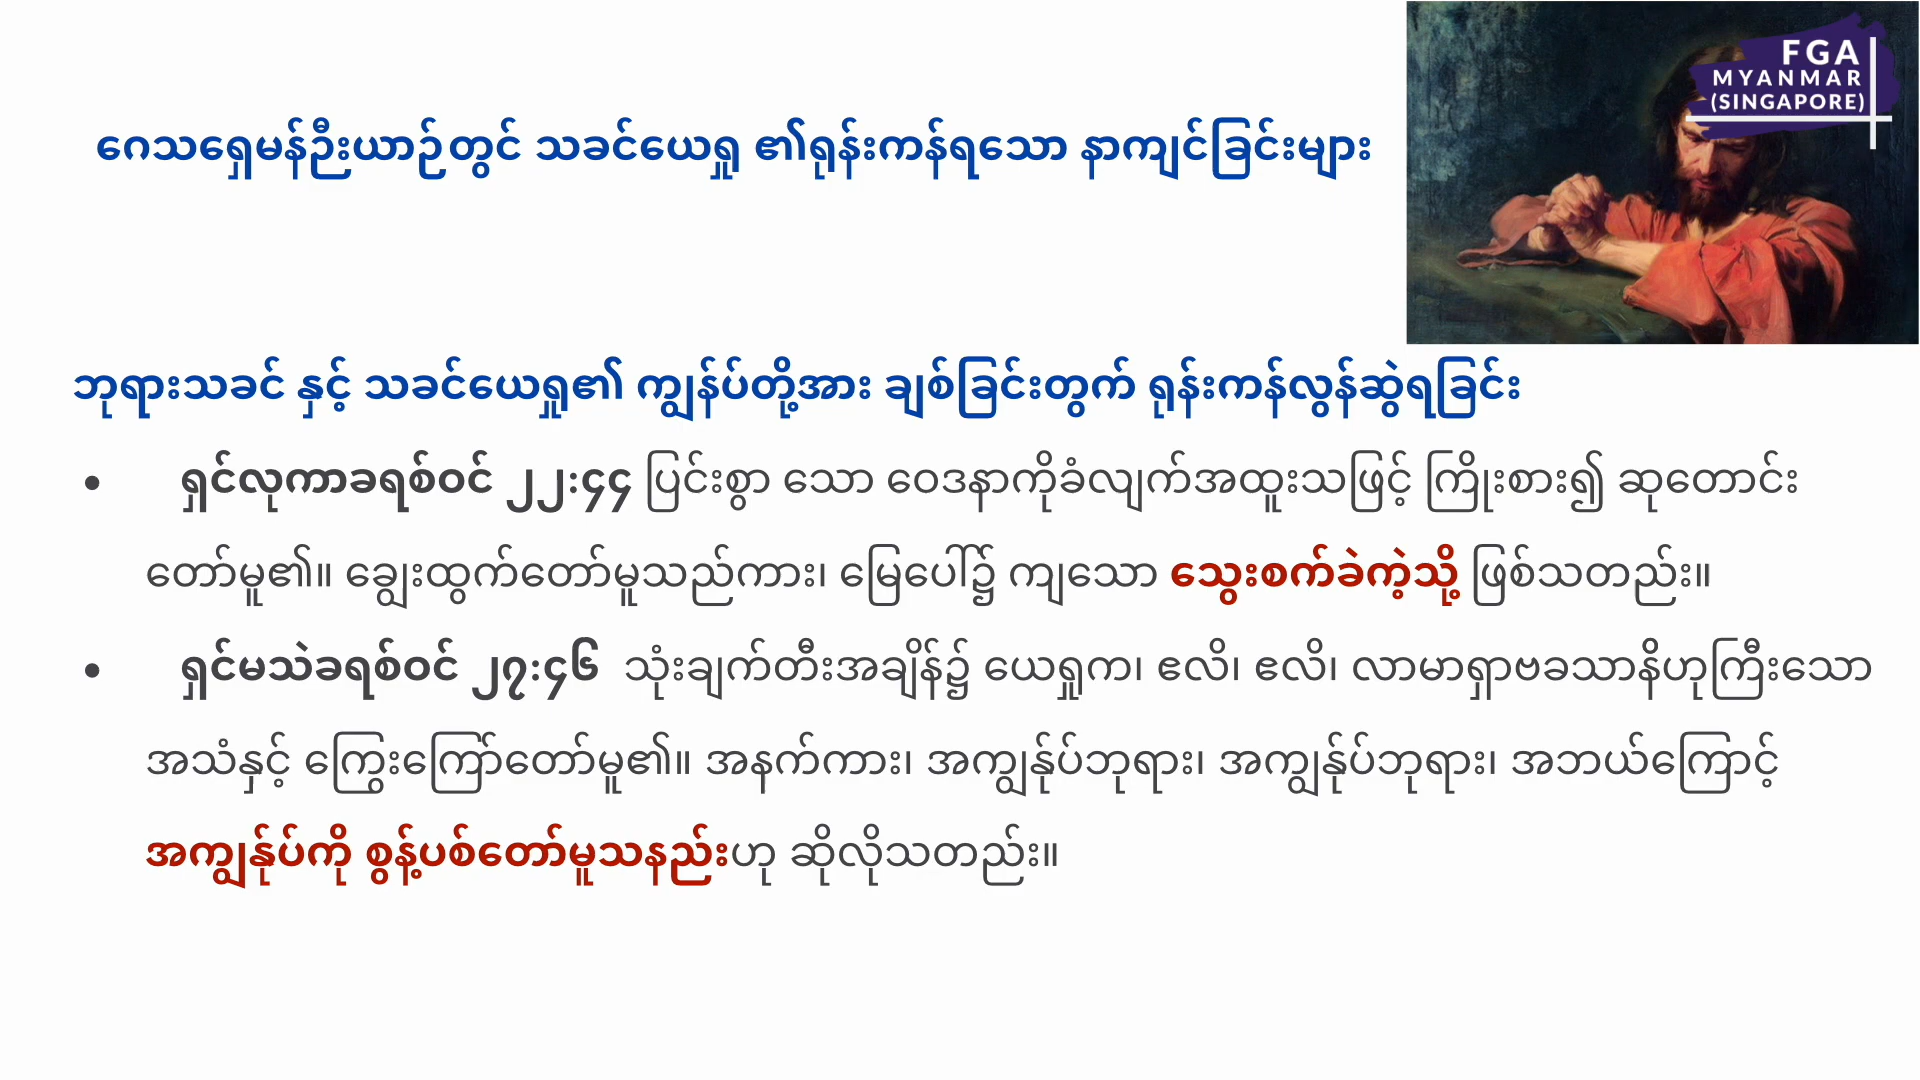 FGA
MYANMAR
(SINGAPORE)
ဂေသရှေမန်ဦးယာဉ်တွင် သခင်ယေရှု ၏ရုန်းကန်ရသော နာကျင်ခြင်းများ
ဘုရားသခင် နှင့် သခင်ယေရှု၏ ကျွန်ပ်တို့အား ချစ်ခြင်းတွက် ရုန်းကန်လွန်ဆွဲရခြင်း
• ရှင်လုကာခရစ်ဝင် ၂၂:၄၄ ပြင်းစွာ သော ဝေဒနာကိုခံလျက်အထူးသဖြင့် ကြိုးစား၍ ဆုတောင်း
တော်မူ၏။ ချွေးထွက်တော်မူသည်ကား၊ မြေပေါ်၌ ကျသော သွေးစက်ခဲကဲ့သို့ ဖြစ်သတည်း။
• ရှင်မသဲခရစ်ဝင် ၂၇:၄၆ သုံးချက်တီးအချိန်၌ ယေရှုက၊ ဧလိ၊ ဧလိ၊ လာမာရှာဗခသာနိဟုကြီးသော
အသံနှင့် ကြွေးကြော်တော်မူ၏။ အနက်ကား၊ အကျွန်ုပ်ဘုရား၊ အကျွန်ုပ်ဘုရား၊ အဘယ်ကြောင့်
အကျွန်ုပ်ကို စွန့်ပစ်တော်မူသနည်းဟု ဆိုလိုသတည်း။